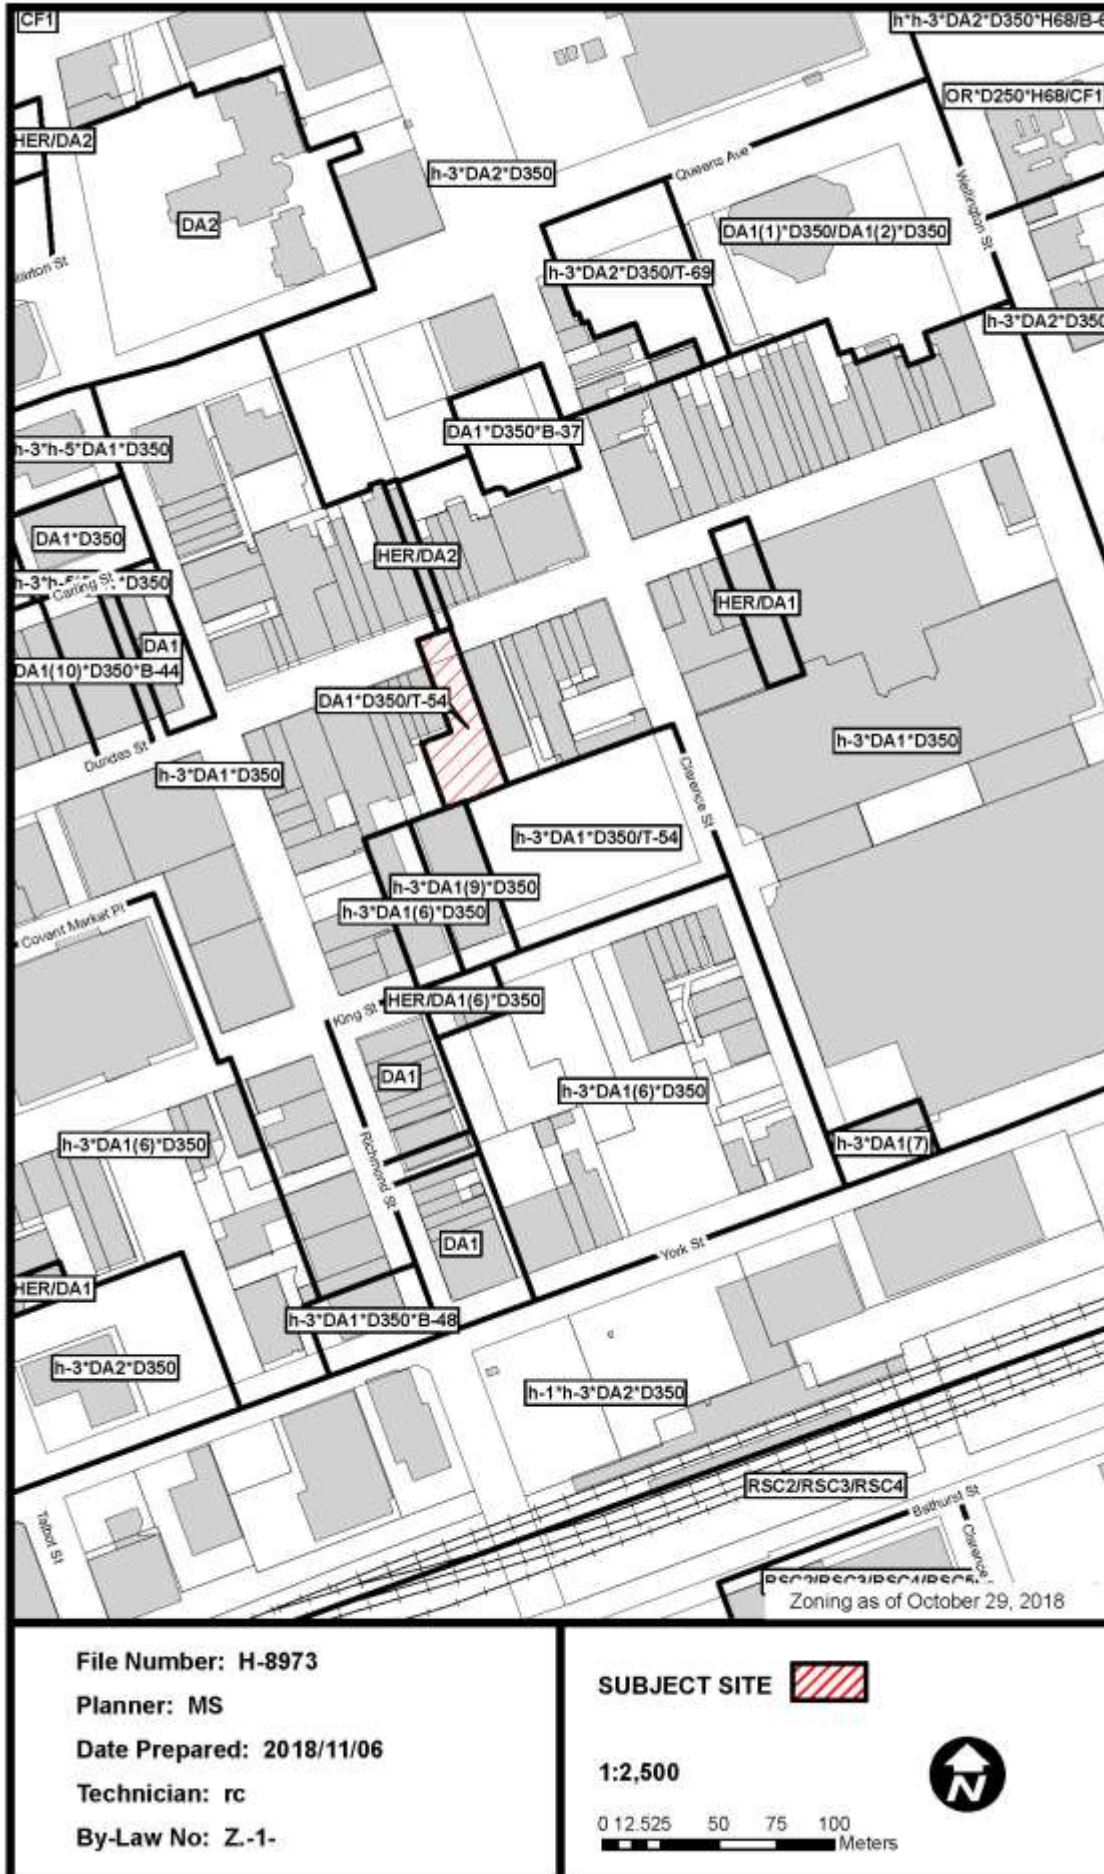 CF1
h*h-3*DA2*D350*H68/B-6
OR*D250*H68/CF1
HER/DA2
h-3*DA2*D350
Queens Ave
Wellington St
DA2
DA1(1)*D350/DA1(2)*D350
h-3*DA2*D350/T-69
h-3*DA2*D350
DA1*D350*B-37
h-3*h-5*DA1*D350
DA1*D350
HER/DA2
*D350
Carling St
HER/DA1
DA1
DA1(10)*D350*B-44
DA1*D350/T-54
Dundas St
h-3*DA1*D350
h-3*DA1*D350
Clarence St
h-3*DA1*D350/T-54
h-3*DA1(9)*D350
h-3*DA1(6)*D350
Covent Market Pl
HER/DA1(6)*D350
King St
DA1
h-3*DA1(6)*D350
h-3*DA1(6)*D350
h-3*DA1(7)
Richmond St
DA1
York St
HER/DA1
h-3*DA1*D350*B-48
h-3*DA2*D350
h-1*h-3*DA2*D350
RSC2/RSC3/RSC4
Bathurst St
Talbot St
Clarence
RSC2/RSC3/RSC4/RSC5
Zoning as of October 29, 2018
File Number: H-8973
Planner: MS
Date Prepared: 2018/11/06
Technician: rc
By-Law No: Z.-1-
SUBJECT SITE
1:2,500
N
0 12.525 50 75 100
Meters